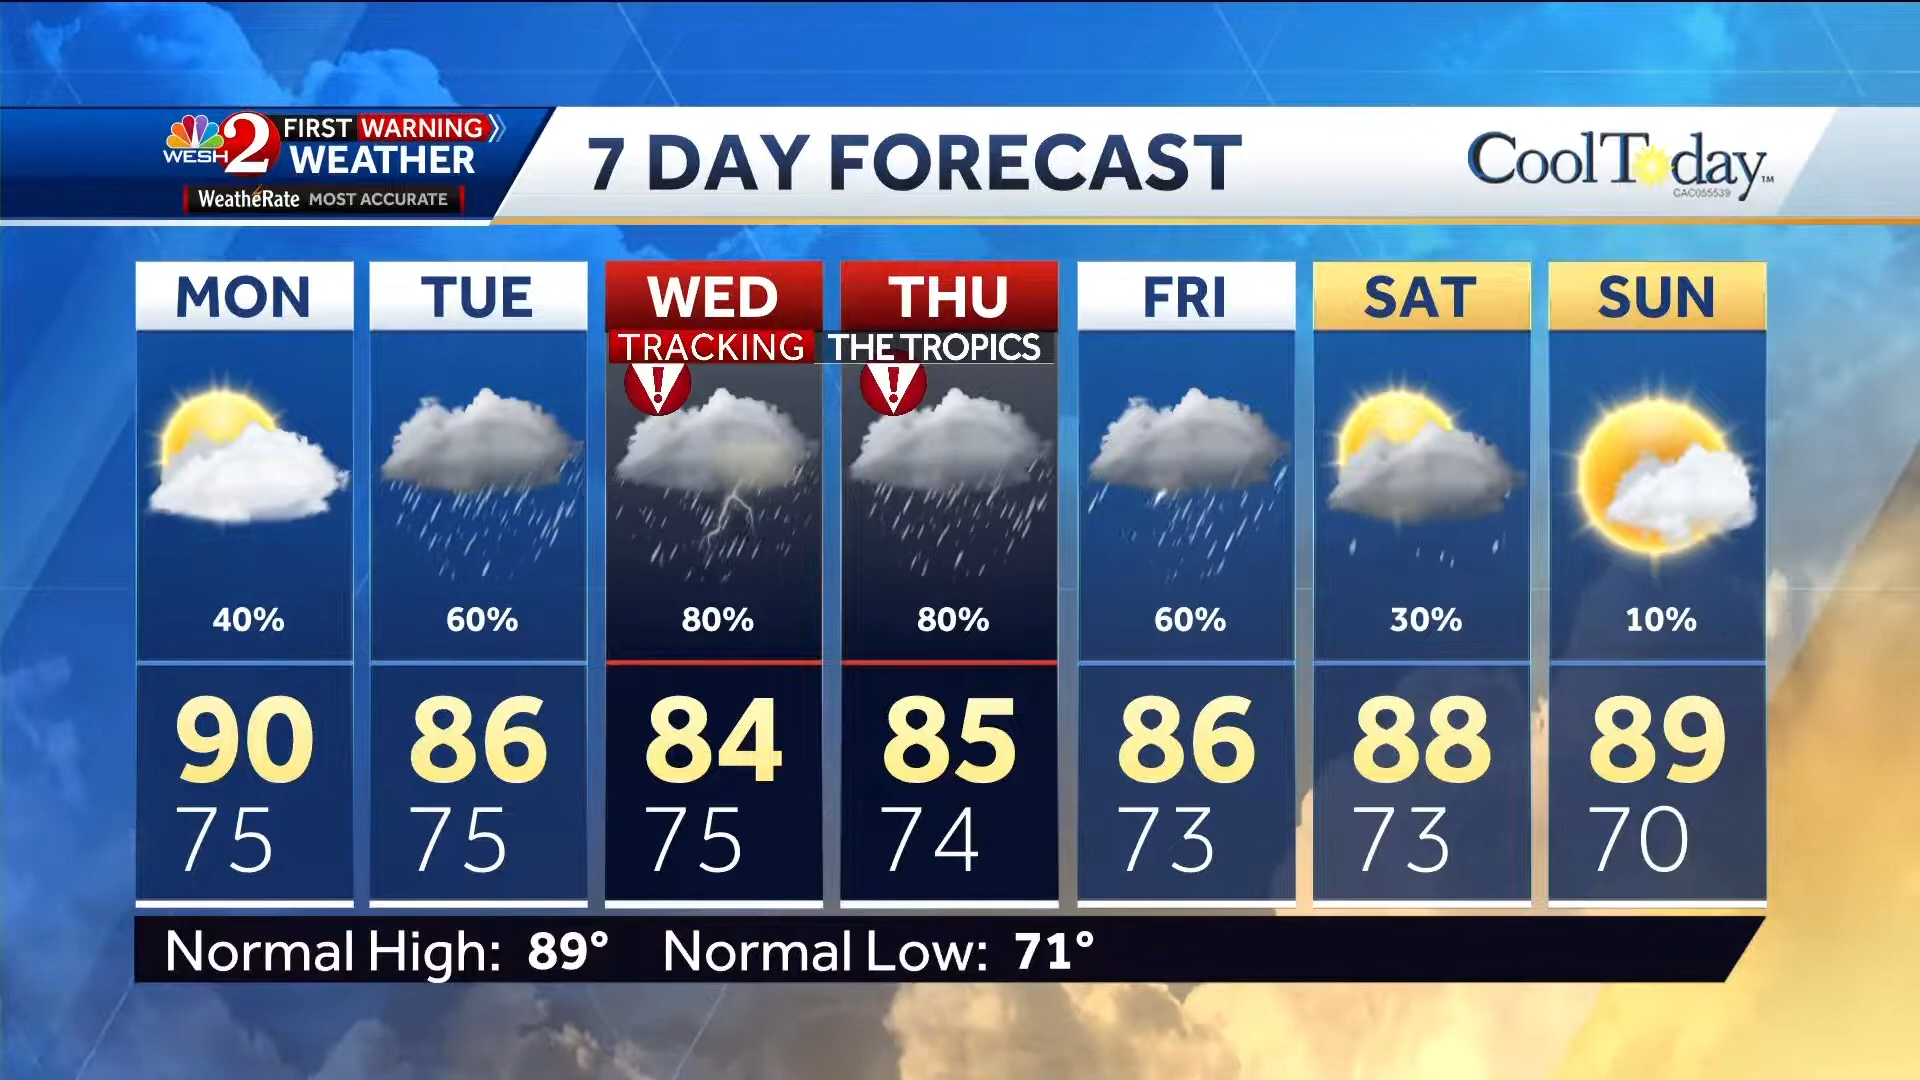 WESH 2 FIRST WARNING
WEATHER
WeatheRate MOST ACCURATE
7 DAY FORECAST
CoolToday™
CAC055539
MON TUE WED THU FRI SAT SUN
TRACKING THE TROPICS
! !
40% 60% 80% 80% 60% 30% 10%
90 86 84 85 86 88 89
75 75 75 74 73 73 70
Normal High: 89° Normal Low: 71°